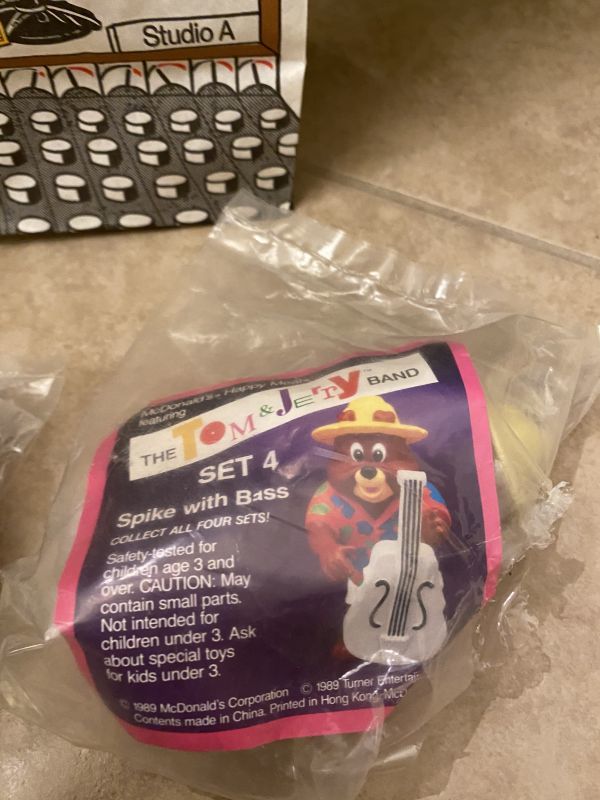 Studio A
McDonald's Happy Meal
featuring
THE TOM & JERRY™ BAND
SET 4
Spike with Bass
COLLECT ALL FOUR SETS!
Safety-tested for
children age 3 and
over. CAUTION: May
contain small parts.
Not intended for
children under 3. Ask
about special toys
for kids under 3.
© 1989 McDonald's Corporation © 1989 Turner Entertai
Contents made in China. Printed in Hong Kong. McD